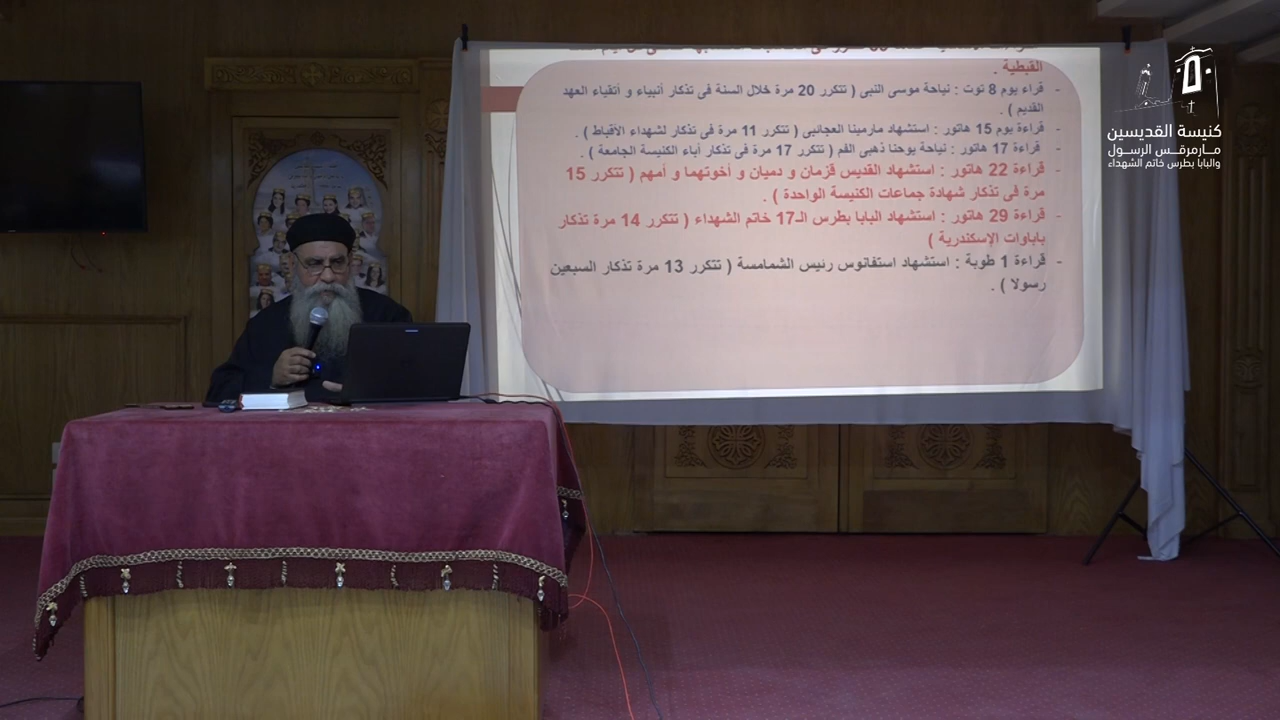 القبطية .
- قراء يوم 8 توت : نياحة موسى النبى ( تتكرر 20 مرة خلال السنة فى تذكار أنبياء و أتقياء العهد
القديم ) .
- قراءة يوم 15 هاتور : استشهاد مارمينا العجائبى ( تتكرر 11 مرة فى تذكار لشهداء الأقباط ) .
- قراءة 17 هاتور : نياحة يوحنا ذهبى الفم ( تتكرر 17 مرة فى تذكار أباء الكنيسة الجامعة ) .
- قراءة 22 هاتور : استشهاد القديس قزمان و دميان و أخوتهما و أمهم ( تتكرر 15
مرة فى تذكار شهادة جماعات الكنيسة الواحدة ) .
- قراءة 29 هاتور : استشهاد البابا بطرس الـ17 خاتم الشهداء ( تتكرر 14 مرة تذكار
باباوات الإسكندرية )
- قراءة 1 طوبة : استشهاد استفانوس رئيس الشمامسة ( تتكرر 13 مرة تذكار السبعين
رسولا ) .
كنيسة القديسين
مارمرقس الرسول
والبابا بطرس خاتم الشهداء